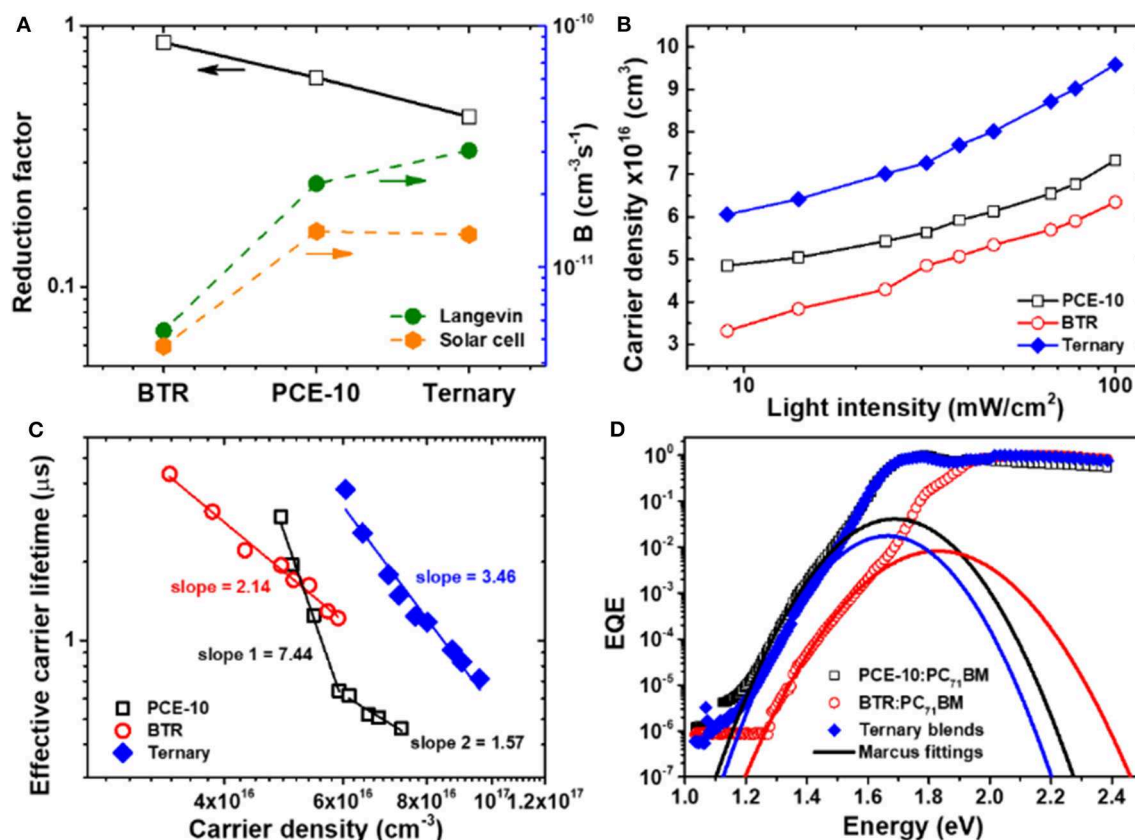 A
Reduction factor
1
0.1
10⁻¹⁰
10⁻¹¹
B (cm⁻³s⁻¹)
Langevin
Solar cell
BTR PCE-10 Ternary
B
Carrier density x10¹⁶ (cm³)
10
9
8
7
6
5
4
3
PCE-10
BTR
Ternary
10 100
Light intensity (mW/cm²)
C
Effective carrier lifetime (μs)
1
slope = 2.14
slope = 3.46
slope 1 = 7.44
slope 2 = 1.57
PCE-10
BTR
Ternary
4x10¹⁶ 6x10¹⁶ 8x10¹⁶ 10¹⁷ 1.2x10¹⁷
Carrier density (cm⁻³)
D
EQE
10⁰
10⁻¹
10⁻²
10⁻³
10⁻⁴
10⁻⁵
10⁻⁶
10⁻⁷
PCE-10:PC₇₁BM
BTR:PC₇₁BM
Ternary blends
Marcus fittings
1.0 1.2 1.4 1.6 1.8 2.0 2.2 2.4
Energy (eV)